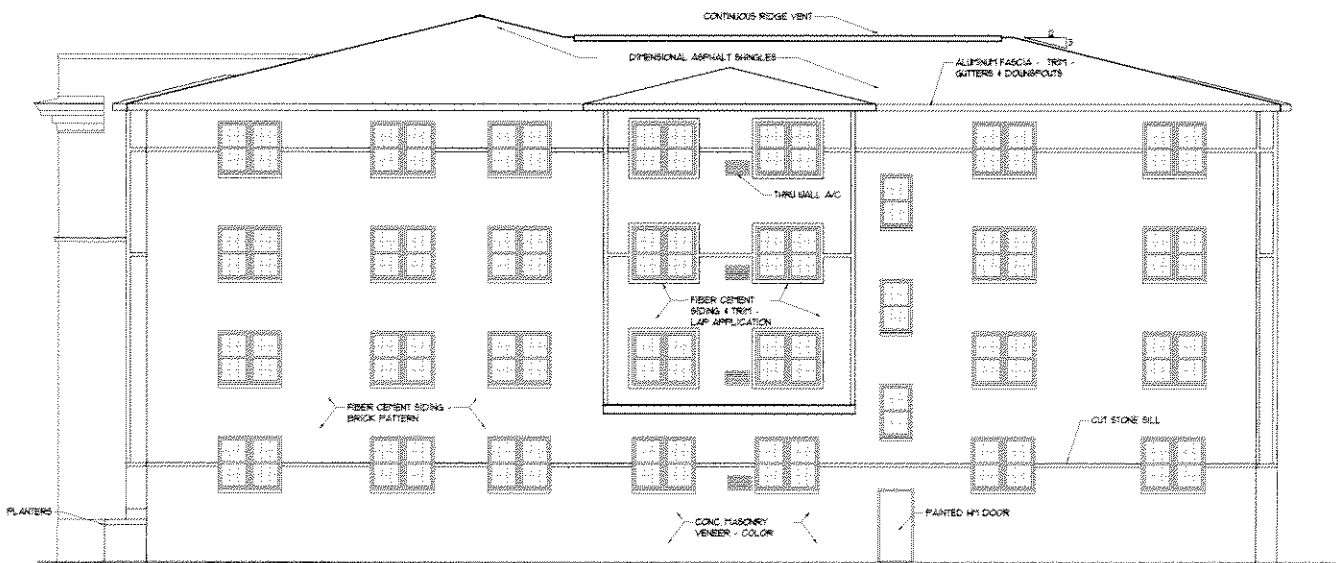 CONTINUOUS RIDGE VENT
DIMENSIONAL ASPHALT SHINGLES
ALUMINUM FASCIA - TRIM -
GUTTERS & DOWNSPOUTS
THRU WALL A/C
FIBER CEMENT
SIDING & TRIM -
LAP APPLICATION
FIBER CEMENT SIDING
BRICK PATTERN
CUT STONE SILL
PLANTERS
CONC. MASONRY
VENEER - COLOR
PAINTED HM DOOR